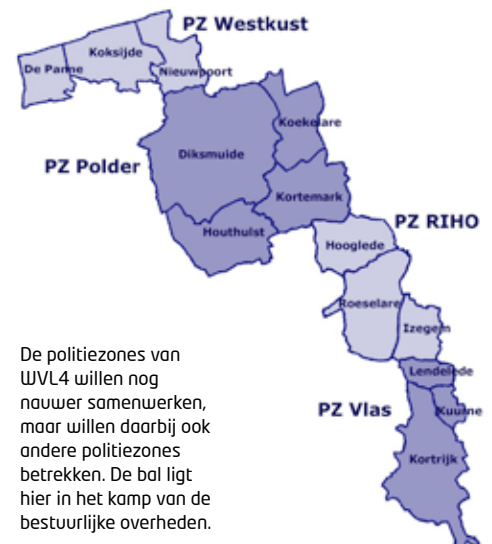 PZ Westkust
Koksijde
De Panne
Nieuwpoort
Koekelare
Diksmuide
PZ Polder
Kortemark
PZ RIHO
Houthulst
Hooglede
Roeselare
Izegem
De politiezones van
WVL4 willen nog
nauwer samenwerken,
maar willen daarbij ook
andere politiezones
betrekken. De bal ligt
hier in het kamp van de
bestuurlijke overheden.
Lendelede
PZ Vlas
Kuurne
Kortrijk